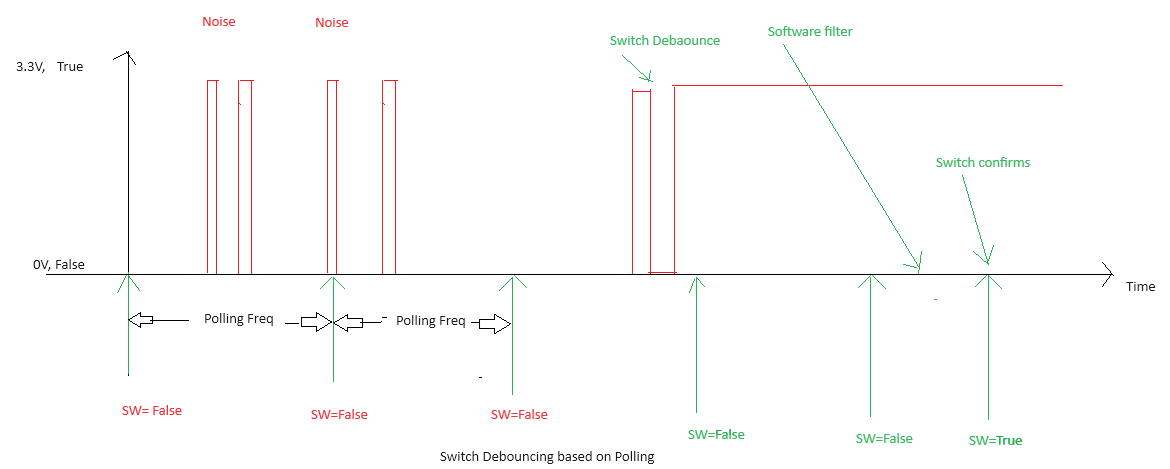 Noise
Noise
Switch Debaounce
Software filter
3.3V, True
Switch confirms
0V, False
Time
Polling Freq
Polling Freq
SW= False
SW=False
SW=False
SW=False
SW=False
SW=True
Switch Debouncing based on Polling